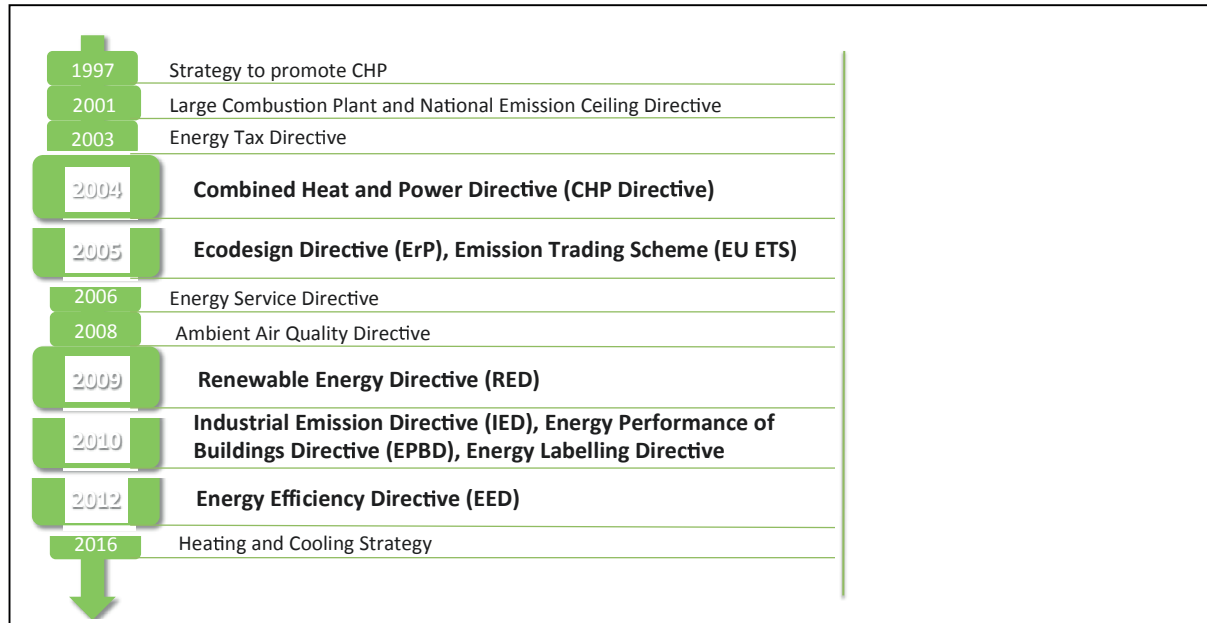 1997 Strategy to promote CHP
2001 Large Combustion Plant and National Emission Ceiling Directive
2003 Energy Tax Directive
2004 Combined Heat and Power Directive (CHP Directive)
2005 Ecodesign Directive (ErP), Emission Trading Scheme (EU ETS)
2006 Energy Service Directive
2008 Ambient Air Quality Directive
2009 Renewable Energy Directive (RED)
2010 Industrial Emission Directive (IED), Energy Performance of
Buildings Directive (EPBD), Energy Labelling Directive
2012 Energy Efficiency Directive (EED)
2016 Heating and Cooling Strategy